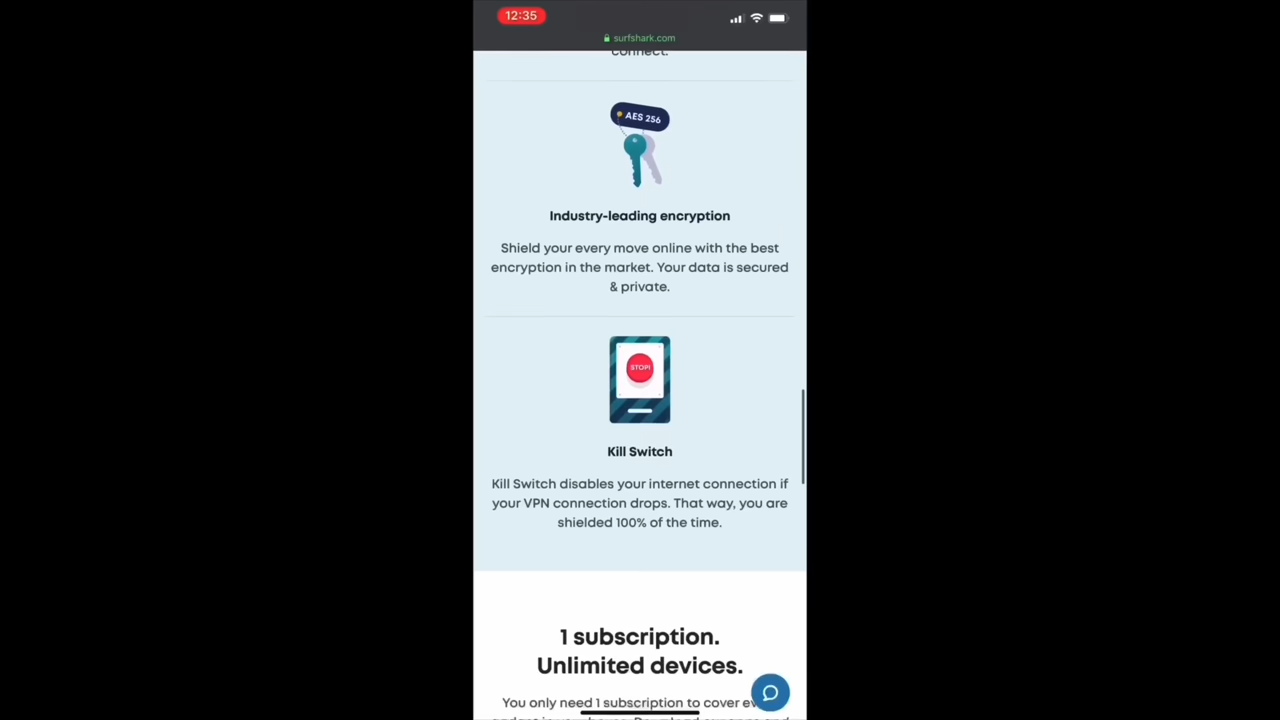 12:35
surfshark.com
connect.
AES 256
Industry-leading encryption
Shield your every move online with the best
encryption in the market. Your data is secured
& private.
STOP!
Kill Switch
Kill Switch disables your internet connection if
your VPN connection drops. That way, you are
shielded 100% of the time.
1 subscription.
Unlimited devices.
You only need 1 subscription to cover